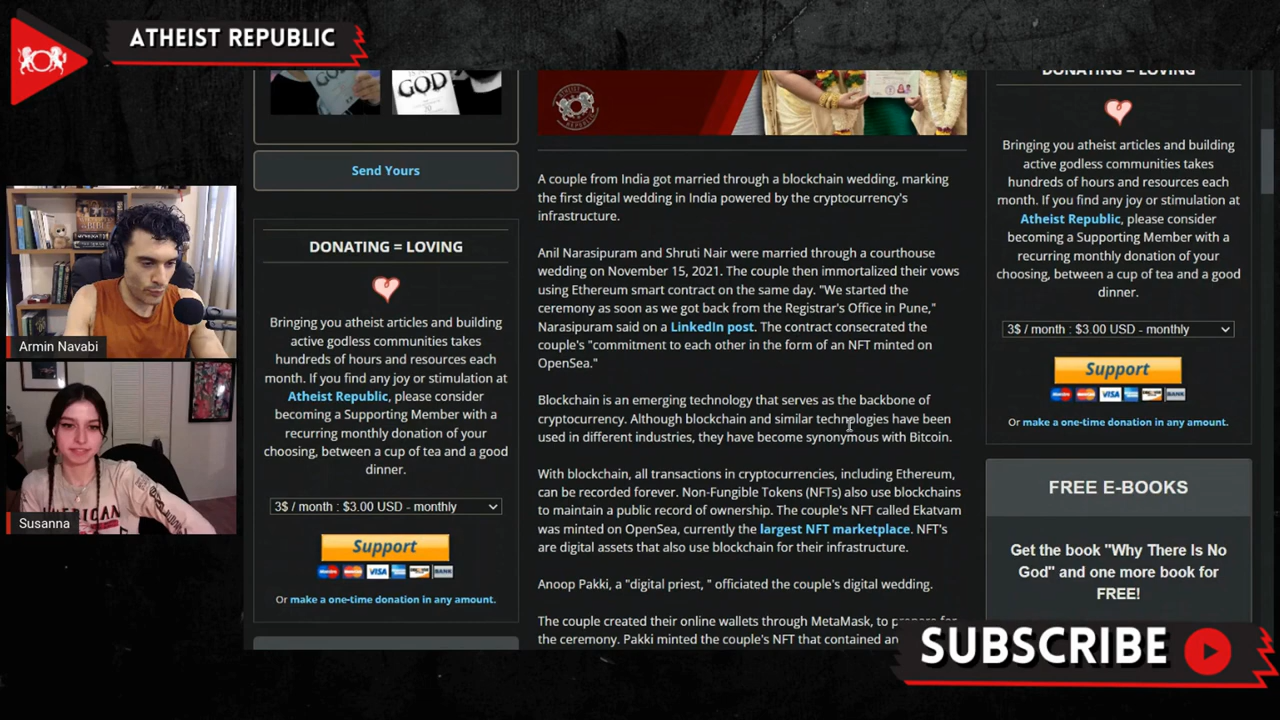 ATHEIST REPUBLIC
GOD
GOD
Send Yours
DONATING = LOVING
Bringing you atheist articles and building
active godless communities takes
hundreds of hours and resources each
month. If you find any joy or stimulation at
Atheist Republic, please consider
becoming a Supporting Member with a
recurring monthly donation of your
choosing, between a cup of tea and a good
dinner.
3$ / month : $3.00 USD - monthly
Support
VISA
BANK
Or make a one-time donation in any amount.
A couple from India got married through a blockchain wedding, marking
the first digital wedding in India powered by the cryptocurrency's
infrastructure.
Anil Narasipuram and Shruti Nair were married through a courthouse
wedding on November 15, 2021. The couple then immortalized their vows
using Ethereum smart contract on the same day. "We started the
ceremony as soon as we got back from the Registrar's Office in Pune,"
Narasipuram said on a LinkedIn post. The contract consecrated the
couple's "commitment to each other in the form of an NFT minted on
OpenSea."
Blockchain is an emerging technology that serves as the backbone of
cryptocurrency. Although blockchain and similar technologies have been
used in different industries, they have become synonymous with Bitcoin.
With blockchain, all transactions in cryptocurrencies, including Ethereum,
can be recorded forever. Non-Fungible Tokens (NFTs) also use blockchains
to maintain a public record of ownership. The couple's NFT called Ekatvam
was minted on OpenSea, currently the largest NFT marketplace. NFT's
are digital assets that also use blockchain for their infrastructure.
Anoop Pakki, a "digital priest, " officiated the couple's digital wedding.
The couple created their online wallets through MetaMask, to
the ceremony. Pakki minted the couple's NFT that contained an
DONATING = LOVING
Bringing you atheist articles and building
active godless communities takes
hundreds of hours and resources each
month. If you find any joy or stimulation at
Atheist Republic, please consider
becoming a Supporting Member with a
recurring monthly donation of your
choosing, between a cup of tea and a good
dinner.
3$ / month : $3.00 USD - monthly
Support
VISA
BANK
Or make a one-time donation in any amount.
FREE E-BOOKS
Get the book "Why There Is No
God" and one more book for
FREE!
Armin Navabi
Susanna
AMERICAN
SUBSCRIBE